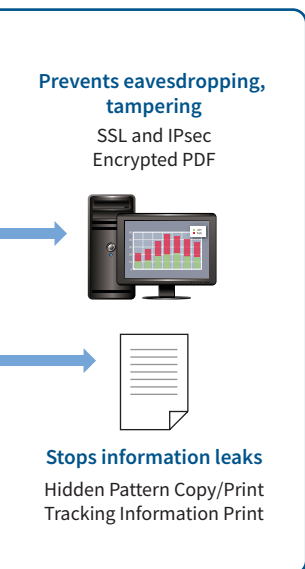 Prevents eavesdropping,
tampering
SSL and IPsec
Encrypted PDF
Stops information leaks
Hidden Pattern Copy/Print
Tracking Information Print